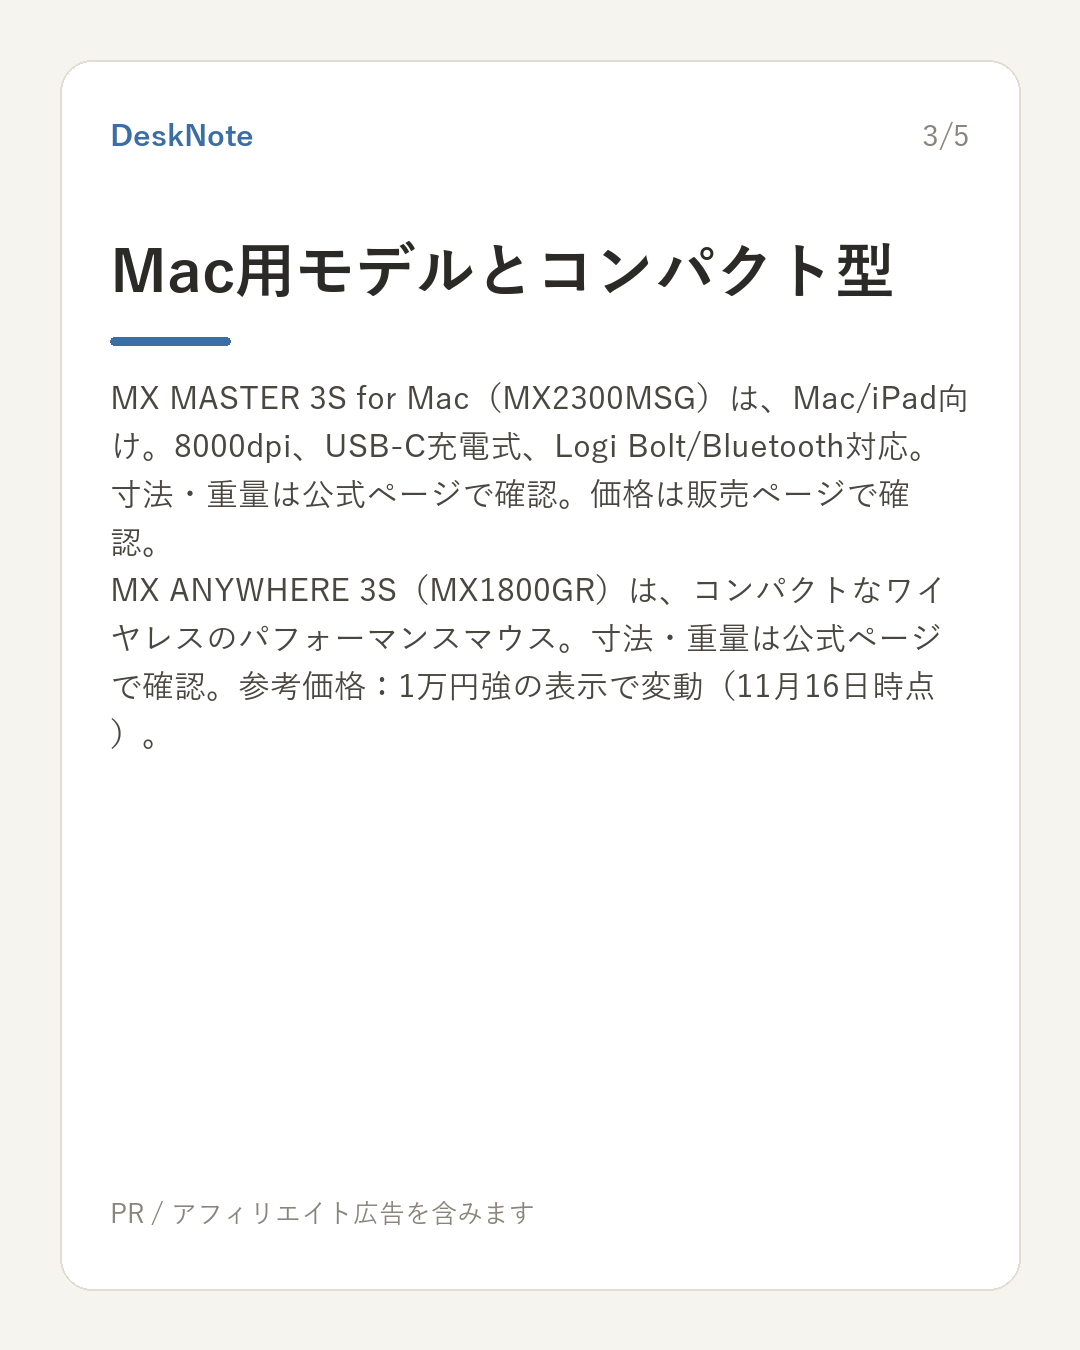 DeskNote
3/5
Mac用モデルとコンパクト型
MX MASTER 3S for Mac（MX2300MSG）は、Mac/iPad向
け。8000dpi、USB-C充電式、Logi Bolt/Bluetooth対応。
寸法・重量は公式ページで確認。価格は販売ページで確
認。
MX ANYWHERE 3S（MX1800GR）は、コンパクトなワイ
ヤレスのパフォーマンスマウス。寸法・重量は公式ページ
で確認。参考価格：1万円強の表示で変動（11月16日時点
）。
PR / アフィリエイト広告を含みます